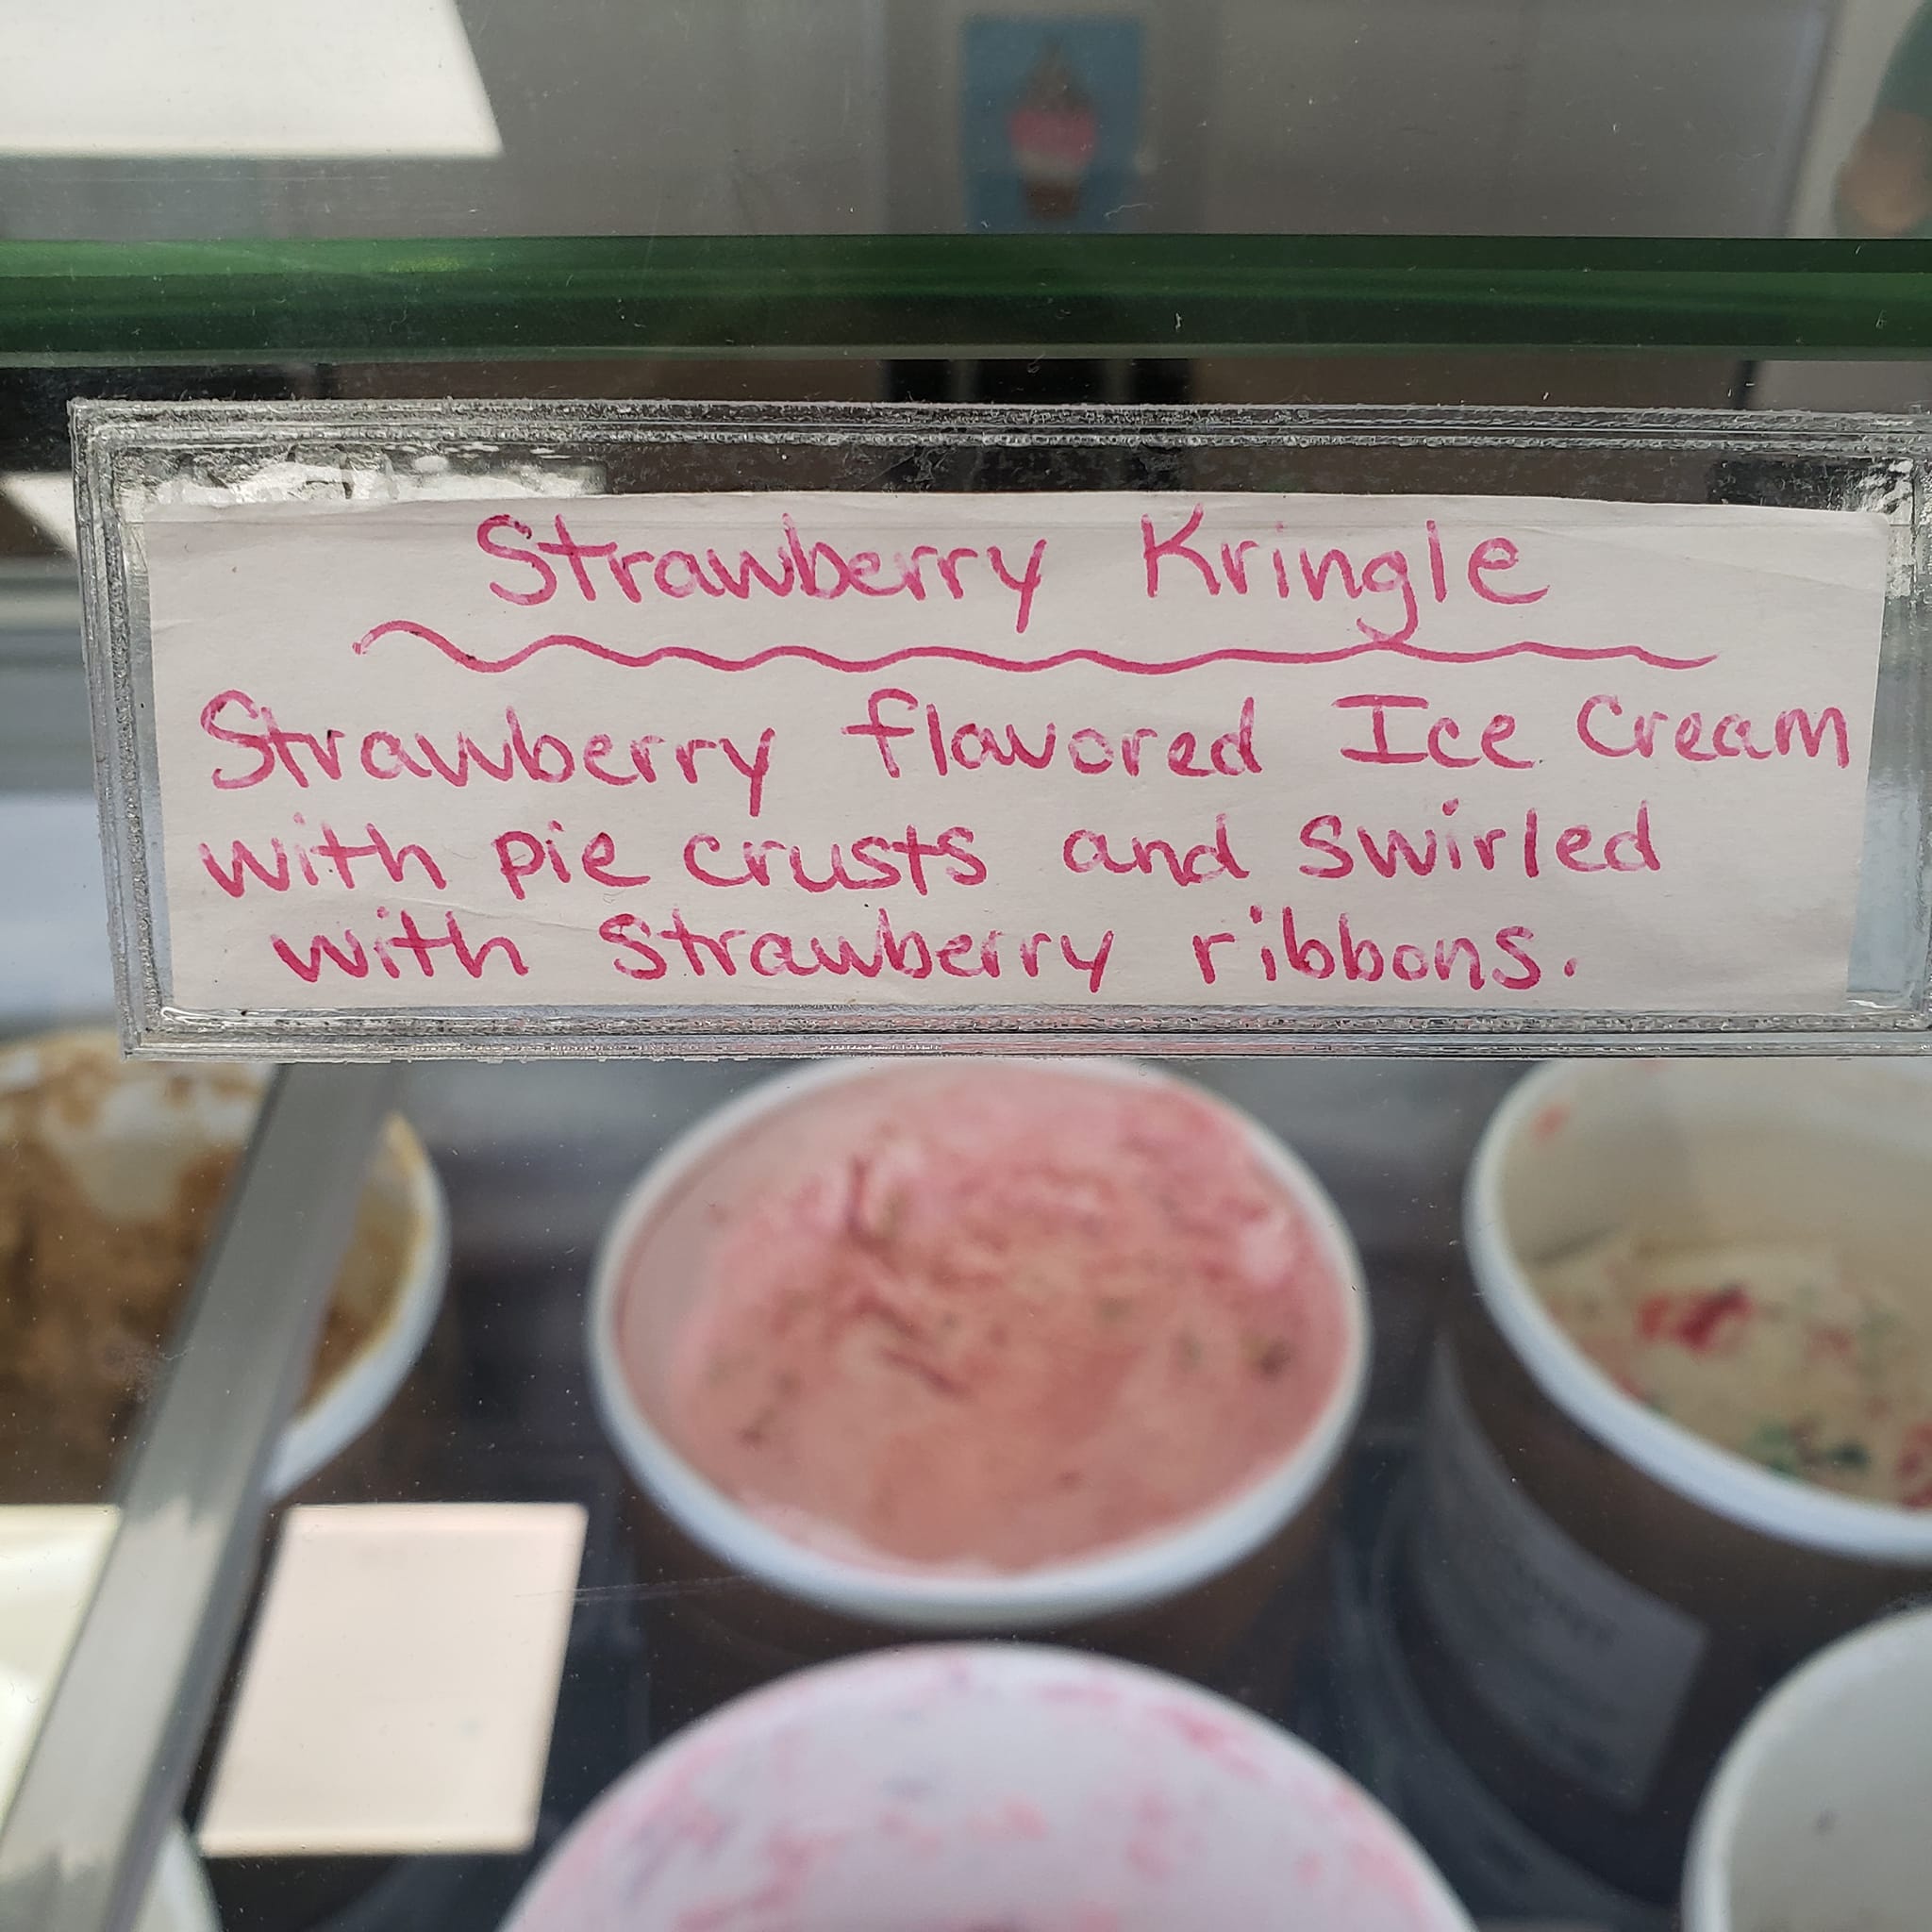 Strawberry Kringle
Strawberry flavored Ice Cream
with pie crusts and swirled
with strawberry ribbons.